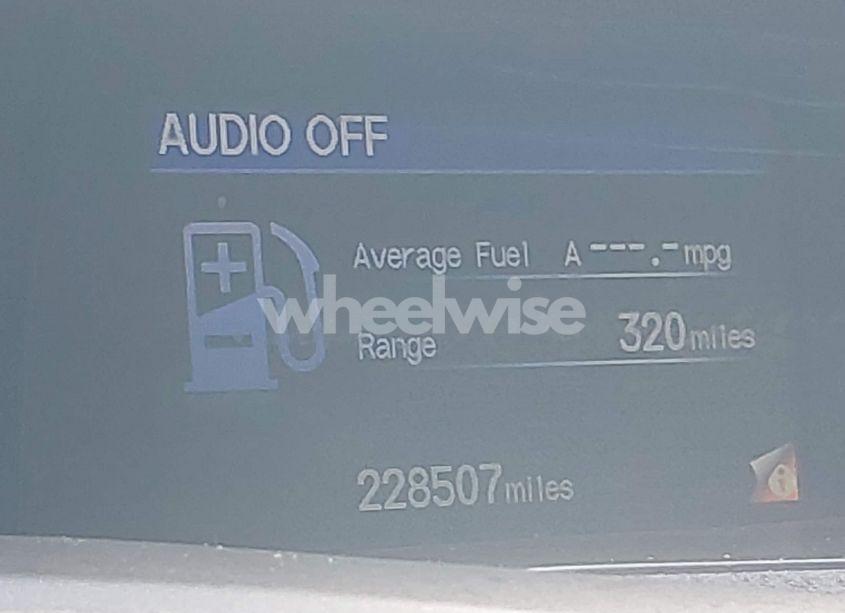 AUDIO OFF
Average Fuel A ---.- mpg
wheelwise
Range 320 miles
228507 miles
i